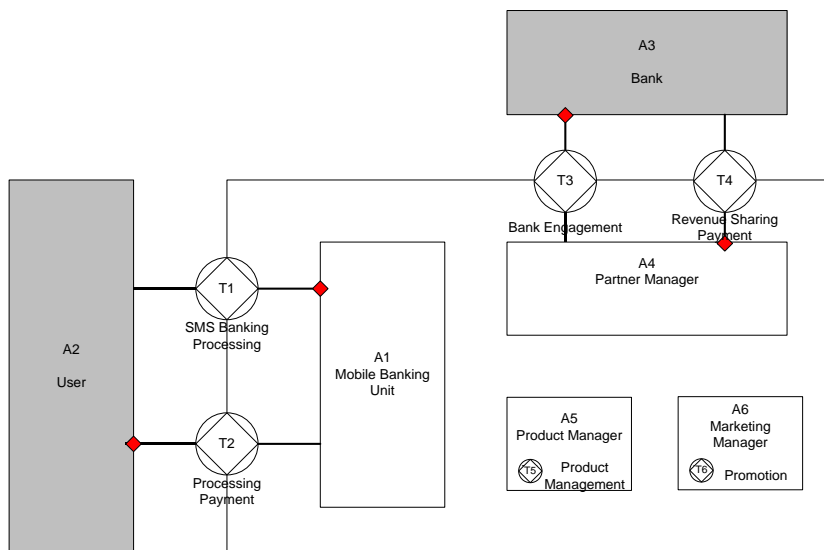 A3
Bank
T3
T4
Bank Engagement
Revenue Sharing
Payment
A4
Partner Manager
T1
SMS Banking
Processing
A2
User
A1
Mobile Banking
Unit
T2
Processing
Payment
A5
Product Manager
T5
Product
Management
A6
Marketing
Manager
T6
Promotion